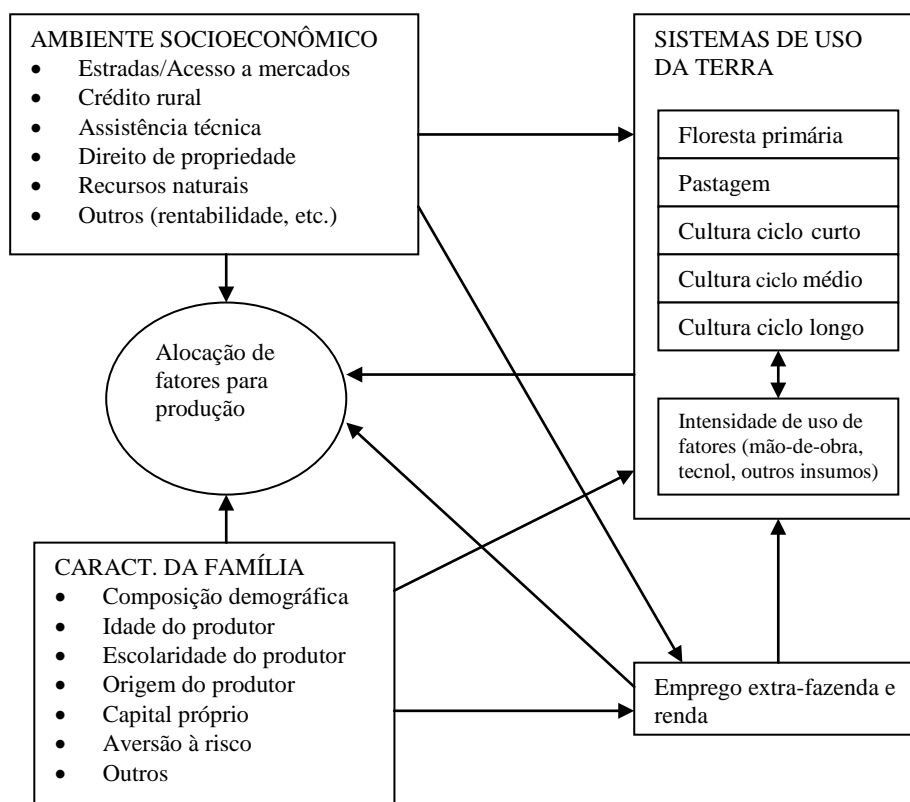 AMBIENTE SOCIOECONÔMICO
• Estradas/Acesso a mercados
• Crédito rural
• Assistência técnica
• Direito de propriedade
• Recursos naturais
• Outros (rentabilidade, etc.)
SISTEMAS DE USO
DA TERRA
Floresta primária
Pastagem
Cultura ciclo curto
Cultura ciclo médio
Cultura ciclo longo
Intensidade de uso de
fatores (mão-de-obra,
tecnol, outros insumos)
Alocação de
fatores para
produção
CARACT. DA FAMÍLIA
• Composição demográfica
• Idade do produtor
• Escolaridade do produtor
• Origem do produtor
• Capital próprio
• Aversão à risco
• Outros
Emprego extra-fazenda e
renda